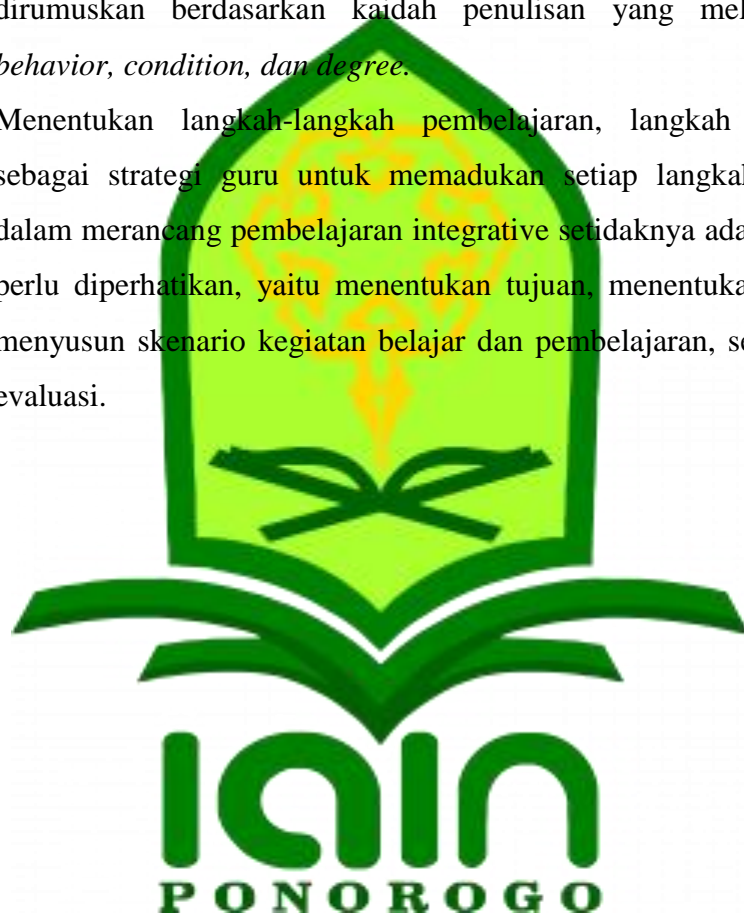 dirumuskan berdasarkan kaidah penulisan yang
behavior, condition, dan degree.
Menentukan langkah-langkah pembelajaran, langkah
sebagai strategi guru untuk memadukan setiap
dalam merancang pembelajaran integrative setidaknya
perlu diperhatikan, yaitu menentukan tujuan,
menyusun skenario kegiatan belajar dan pembelajaran,
evaluasi.
iain
PONOROGO